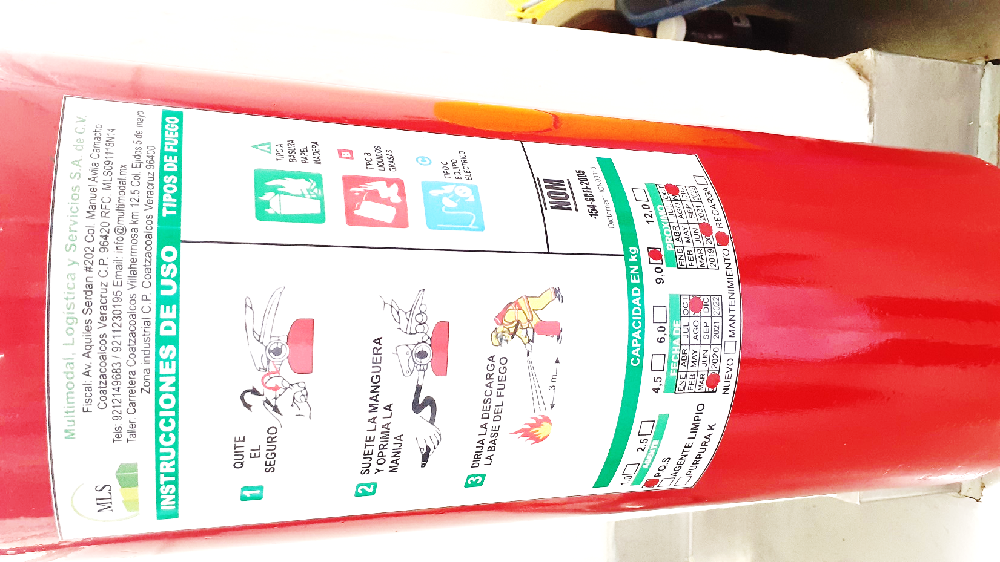 MLS
Multimodal, Logistica y Servicios S.A. de C.V.
Fiscal: Av. Aquiles Serdan #202 Col. Manuel Avila Camacho
Coatzacoalcos Veracruz C.P. 96420 RFC. MLS091118N14
Tels: 9212149683 / 9211230195 Email: info@multimodal.mx
Taller: Carretera Coatzacoalcos Villahermosa km 12.5 Col. Ejidos 5 de mayo
Zona industrial C.P. Coatzacoalcos Veracruz 96400
INSTRUCCIONES DE USO
1
QUITE
EL
SEGURO
2
SUJETE LA MANGUERA
Y OPRIMA LA
MANIJA
3
DIRIJA LA DESCARGA
LA BASE DEL FUEGO
3 m
TIPOS DE FUEGO
A
TIPO A
BASURA
PAPEL
MADERA
B
TIPO B
LIQUIDOS
GRASAS
C
TIPO C
EQUIPO
ELECTRICO
NOM
-154-SCFI-2005
Dictamen: ICN00013
CAPACIDAD EN kg
1,0 2,5 4,5 6,0 9,0 12,0
AGENTE
P.Q.S
AGENTE LIMPIO
PURPURA K
FECHA DE
ENE ABR JUL OCT
FEB MAY AGO
MAR JUN SEP DIC
2020 2021 2022
PROXIMO
ENE ABR JUL OCT
FEB MAY AGO
MAR JUN SEP DIC
2019 2021 2022
NUEVO MANTENIMIENTO RECARGA